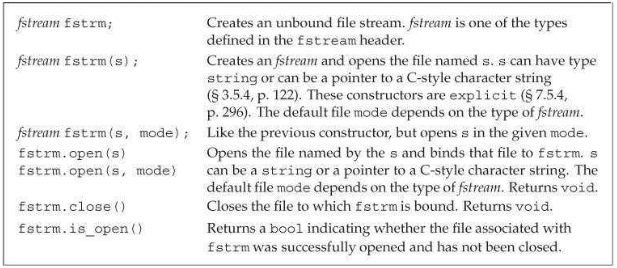 fstream fstrm; Creates an unbound file stream. fstream is one of the types
defined in the fstream header.
fstream fstrm(s); Creates an fstream and opens the file named s. s can have type
string or can be a pointer to a C-style character string
(§ 3.5.4, p. 122). These constructors are explicit (§ 7.5.4,
p. 296). The default file mode depends on the type of fstream.
fstream fstrm(s, mode); Like the previous constructor, but opens s in the given mode.
fstrm.open(s) Opens the file named by the s and binds that file to fstrm. s
fstrm.open(s, mode) can be a string or a pointer to a C-style character string. The
default file mode depends on the type of fstream. Returns void.
fstrm.close() Closes the file to which fstrm is bound. Returns void.
fstrm.is_open() Returns a bool indicating whether the file associated with
fstrm was successfully opened and has not been closed.